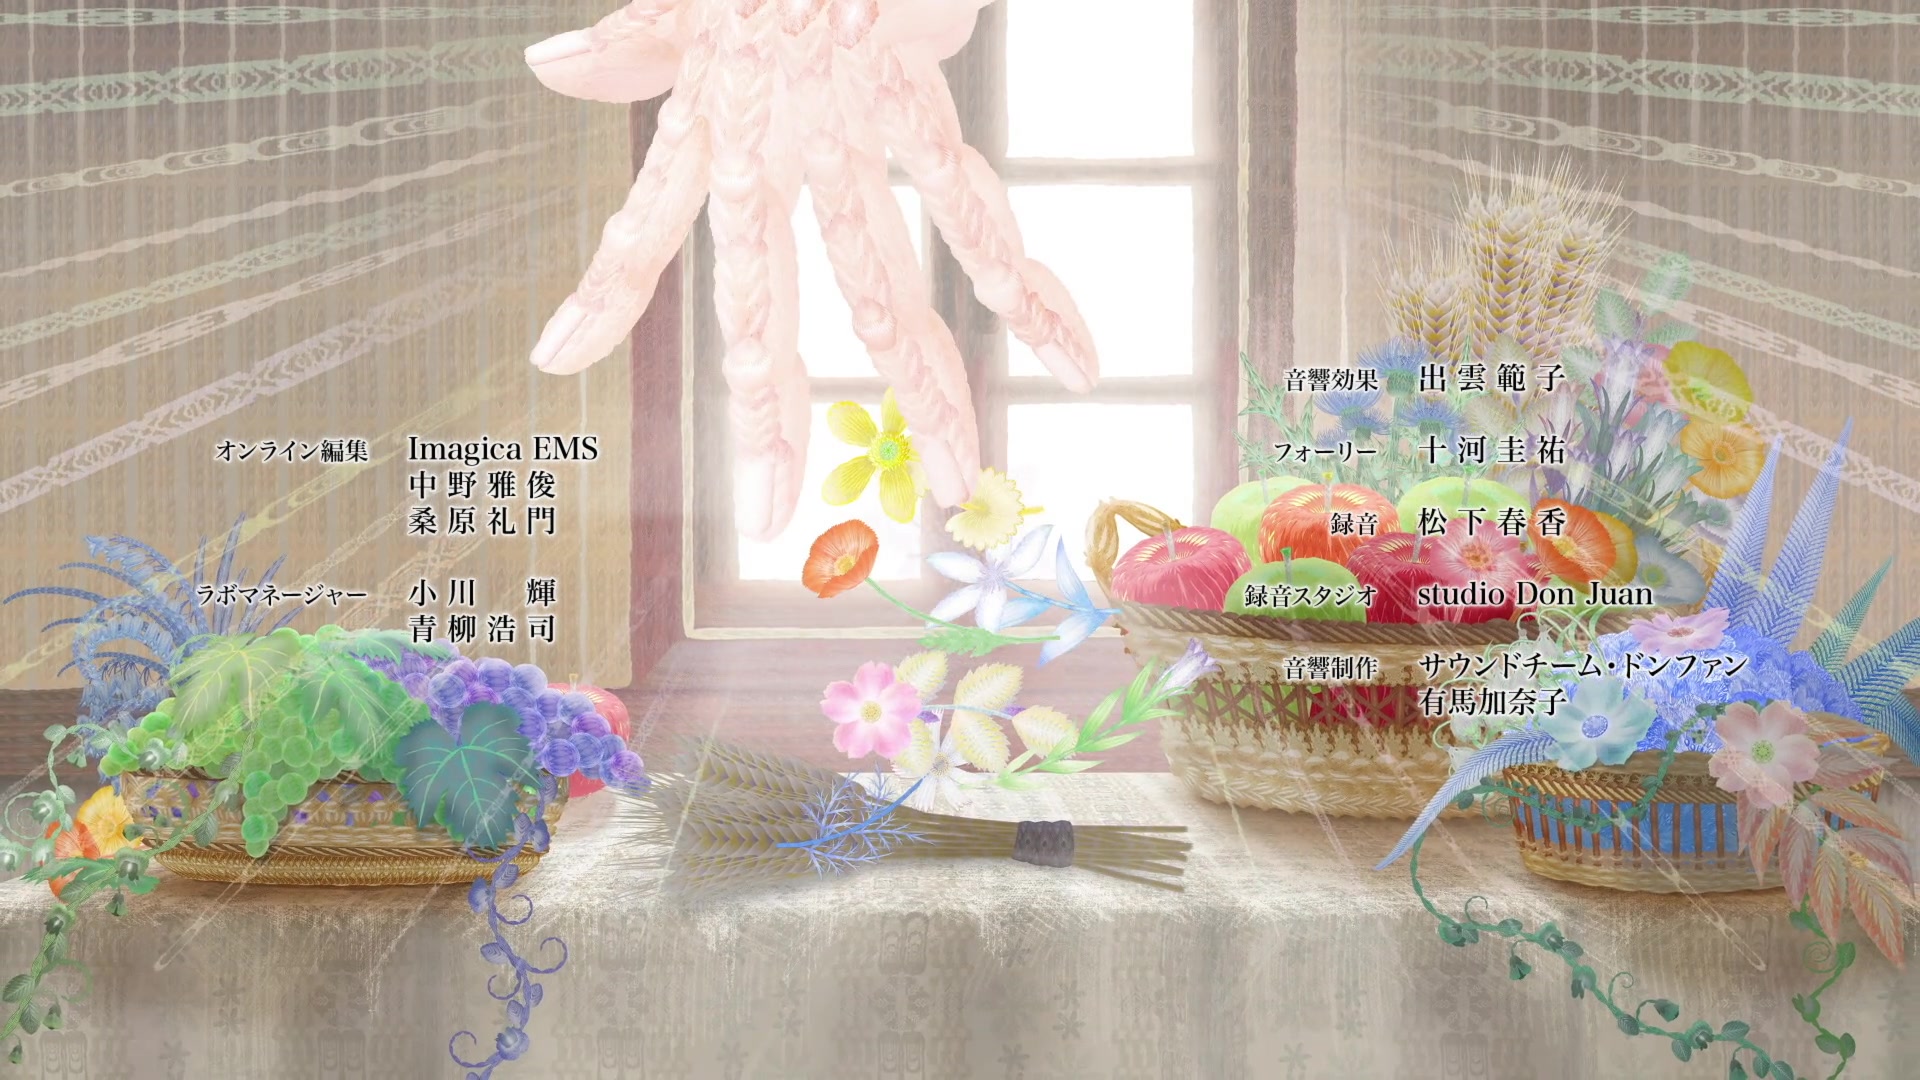 オンライン編集 Imagica EMS
中野雅俊
桑原礼門
ラボマネージャー 小川 輝
青柳浩司
音響効果 出雲範子
フォーリー 十河圭祐
録音 松下春香
録音スタジオ studio Don Juan
音響制作 サウンドチーム・ドンファン
有馬加奈子